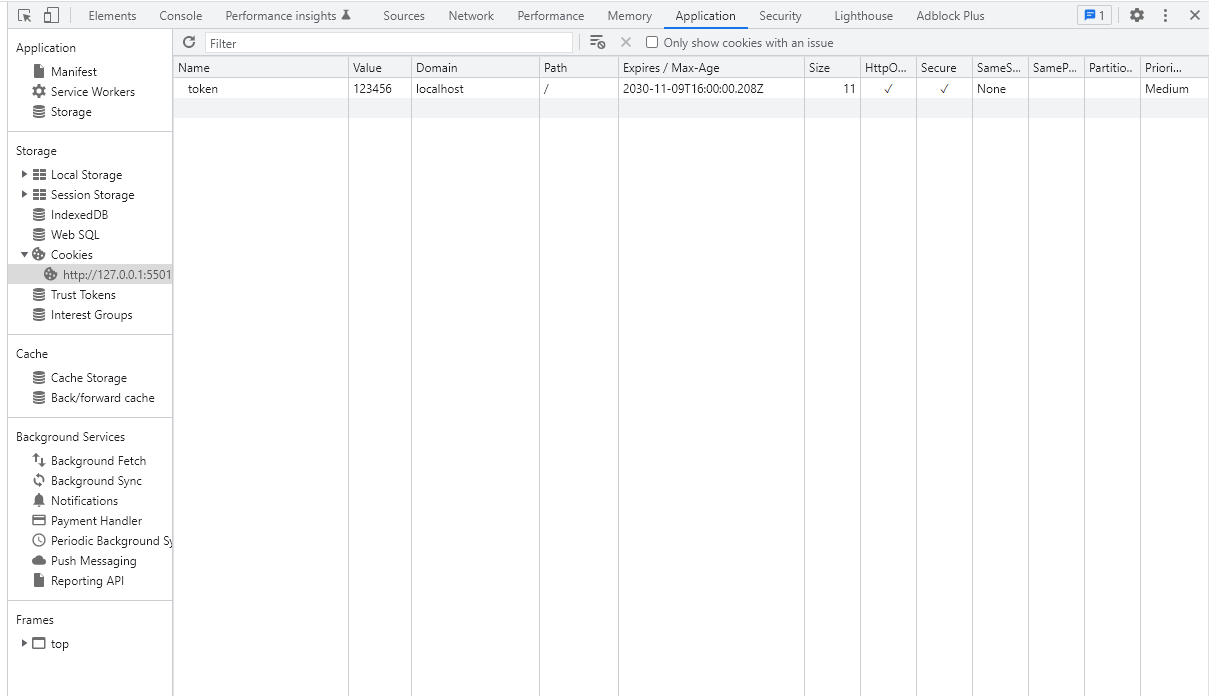 Elements Console Performance insights Sources Network Performance Memory Application Security Lighthouse Adblock Plus 1
Application
Manifest
Service Workers
Storage
Storage
Local Storage
Session Storage
IndexedDB
Web SQL
Cookies
http://127.0.0.1:5501
Trust Tokens
Interest Groups
Cache
Cache Storage
Back/forward cache
Background Services
Background Fetch
Background Sync
Notifications
Payment Handler
Periodic Background Sy
Push Messaging
Reporting API
Frames
top
Filter Only show cookies with an issue
Name Value Domain Path Expires / Max-Age Size HttpO... Secure SameS... SameP... Partitio.. Priori...
token 123456 localhost / 2030-11-09T16:00:00.208Z 11 ✓ ✓ None Medium